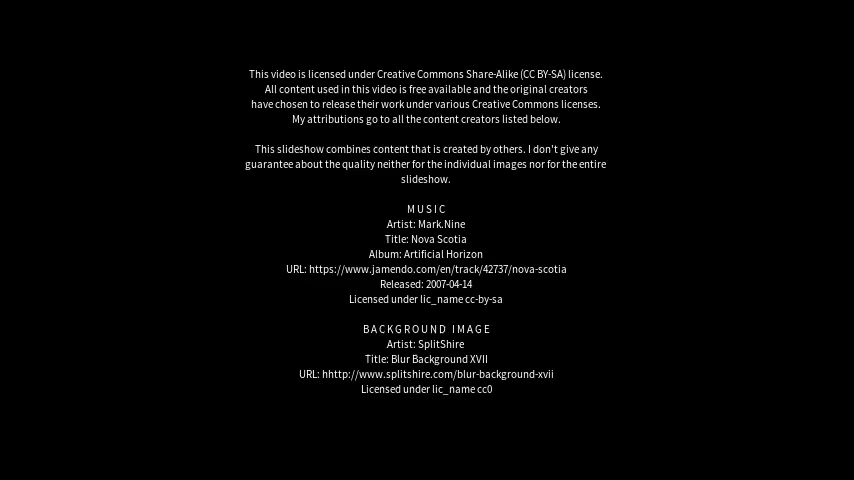 This video is licensed under Creative Commons Share-Alike (CC BY-SA) license.
All content used in this video is free available and the original creators
have chosen to release their work under various Creative Commons licenses.
My attributions go to all the content creators listed below.
This slideshow combines content that is created by others. I don't give any
guarantee about the quality neither for the individual images nor for the entire
slideshow.
MUSIC
Artist: Mark.Nine
Title: Nova Scotia
Album: Artificial Horizon
URL: https://www.jamendo.com/en/track/42737/nova-scotia
Released: 2007-04-14
Licensed under lic_name cc-by-sa
BACKGROUND IMAGE
Artist: SplitShire
Title: Blur Background XVII
URL: hhttp://www.splitshire.com/blur-background-xvii
Licensed under lic_name cc0